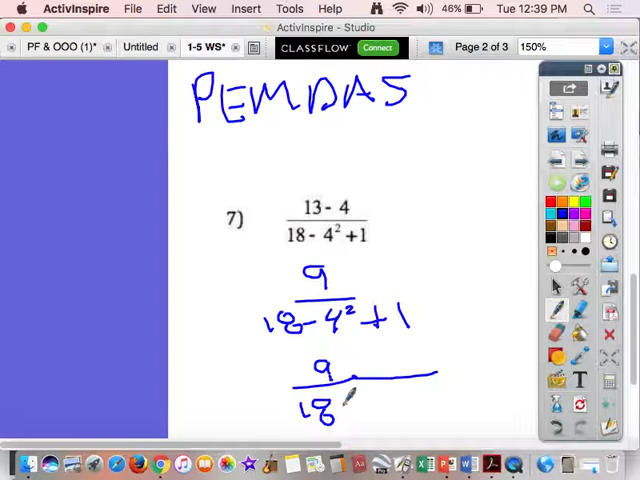 ActivInspire File Edit View Insert Tools Help 46% Tue 12:39 PM
ActivInspire - Studio
PF & OOO (1)* Untitled 1-5 WS* CLASSFLOW Connect Page 2 of 3 150%
PEMDAS
7)
13 - 4
18 - 4² + 1
9
18 - 4² + 1
9
18